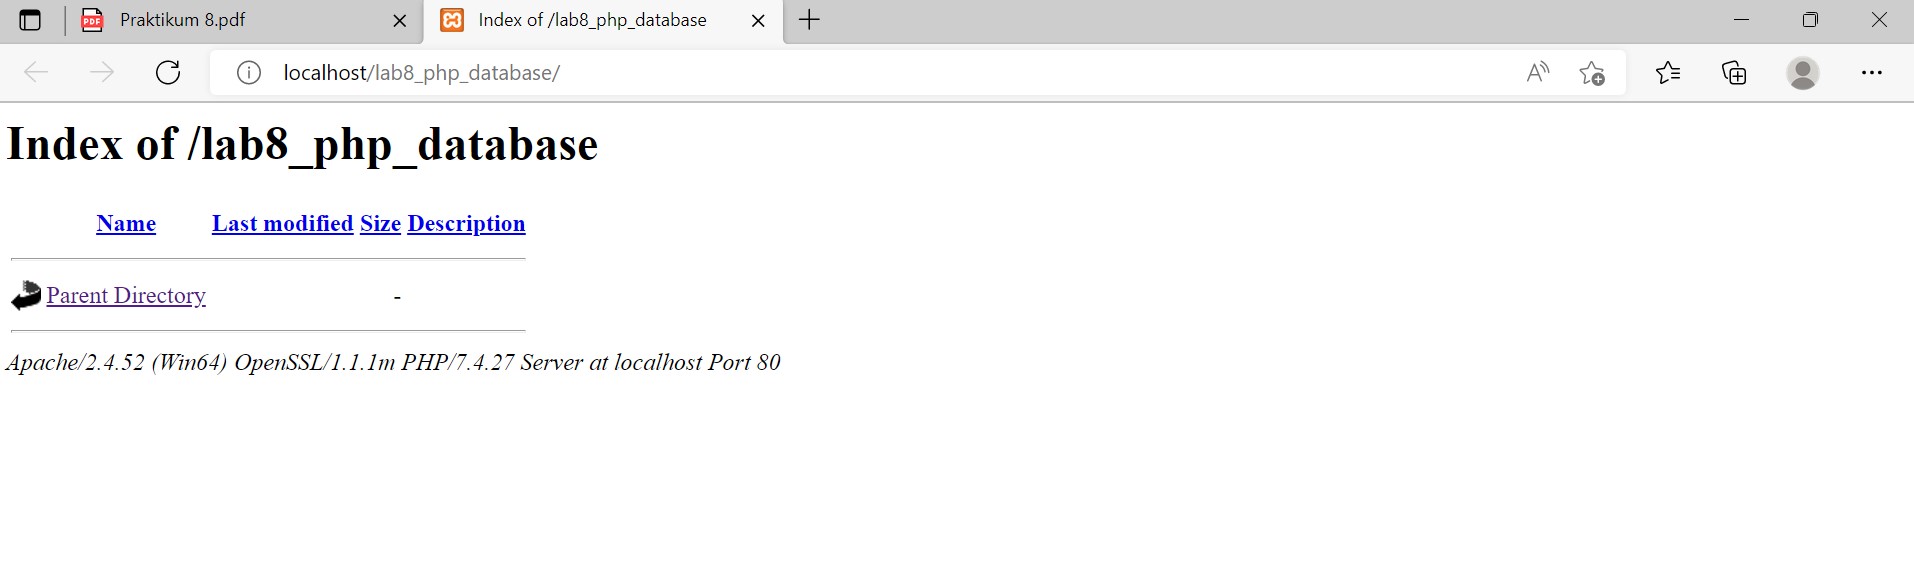 Praktikum 8.pdf
Index of /lab8_php_database
localhost/lab8_php_database/
Index of /lab8_php_database
Name Last modified Size Description
Parent Directory -
Apache/2.4.52 (Win64) OpenSSL/1.1.1m PHP/7.4.27 Server at localhost Port 80